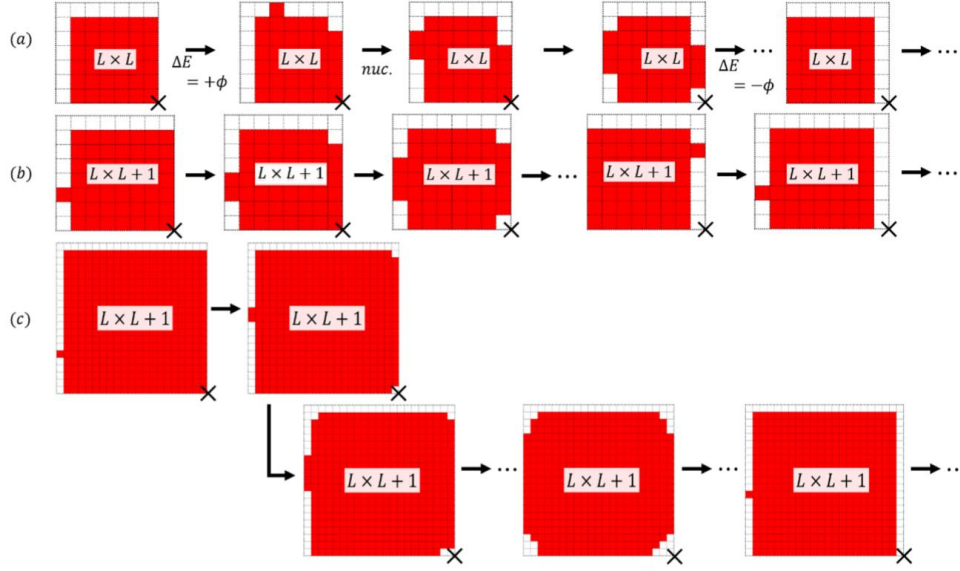 (a) L × L ΔE = +ϕ L × L nuc. L × L L × L ΔE = −ϕ ⋯ L × L ⋯
(b) L × L + 1 L × L + 1 L × L + 1 ⋯ L × L + 1 L × L + 1 ⋯
(c) L × L + 1 L × L + 1
L × L + 1 ⋯ L × L + 1 ⋯ L × L + 1 ⋯